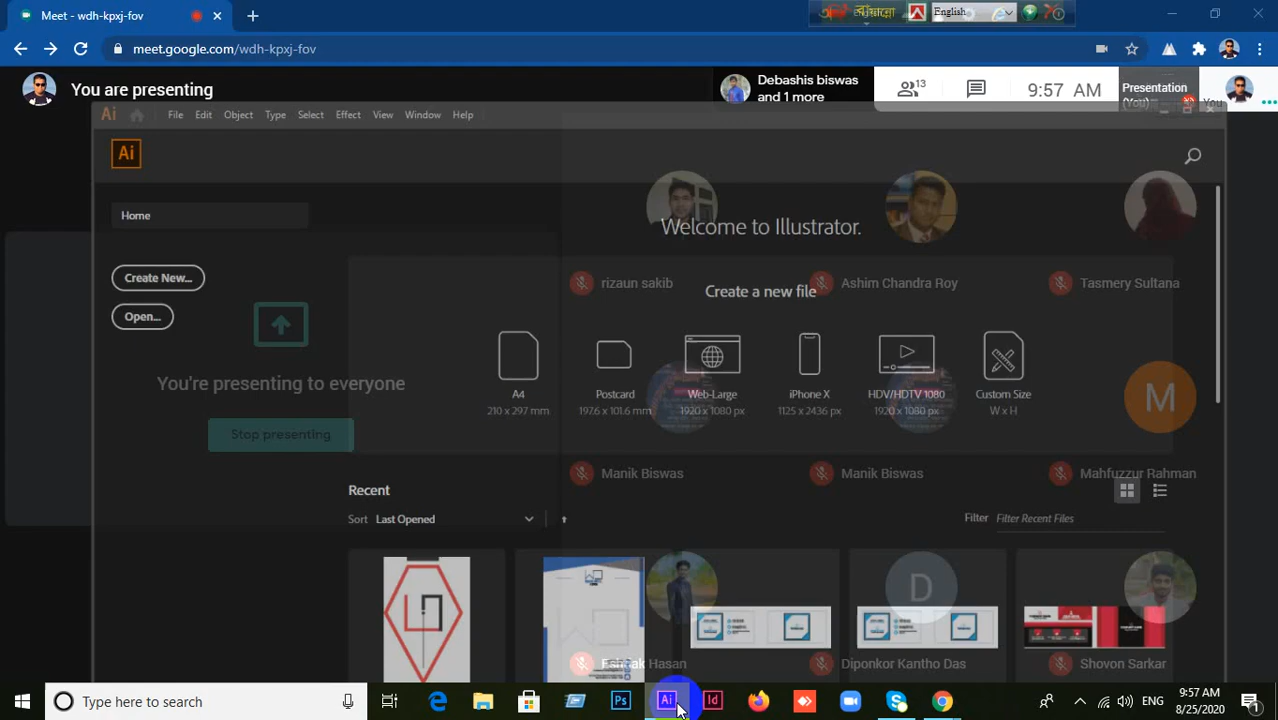 Meet - wdh-kpxj-fov
English
meet.google.com/wdh-kpxj-fov
You are presenting
Debashis biswas
and 1 more
13
9:57 AM
Presentation
(You)
You
Ai
File Edit Object Type Select Effect View Window Help
Ai
Home
Welcome to Illustrator.
Create New...
Open...
rizaun sakib
Ashim Chandra Roy
Tasmery Sultana
Create a new file
You're presenting to everyone
Stop presenting
A4
210 x 297 mm
Postcard
197.6 x 101.6 mm
Web-Large
1920 x 1080 px
iPhone X
1125 x 2436 px
HDV/HDTV 1080
1920 x 1080 px
Custom Size
W x H
M
Manik Biswas
Manik Biswas
Mahfuzzur Rahman
Recent
Sort Last Opened
Filter Filter Recent Files
D
Hasan
Diponkor Kantho Das
Shovon Sarkar
Type here to search
Ps
Ai
Id
ENG
9:57 AM
8/25/2020
1